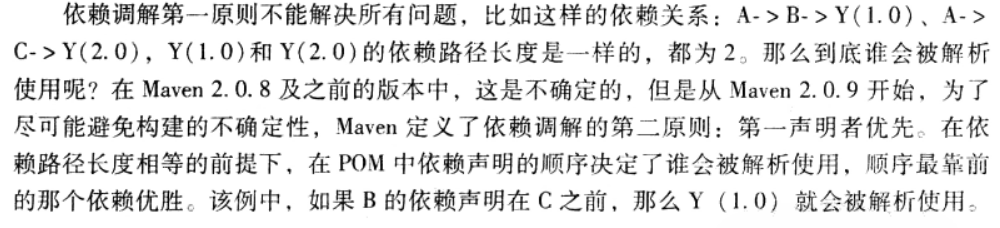 依赖调解第一原则不能解决所有问题，比如这样的依赖关系：A->B->Y(1.0)、A->
C->Y(2.0)，Y(1.0)和Y(2.0)的依赖路径长度是一样的，都为2。那么到底谁会被解析
使用呢？在Maven 2.0.8及之前的版本中，这是不确定的，但是从Maven 2.0.9开始，为了
尽可能避免构建的不确定性，Maven定义了依赖调解的第二原则：第一声明者优先。在依
赖路径长度相等的前提下，在POM中依赖声明的顺序决定了谁会被解析使用，顺序最靠前
的那个依赖优胜。该例中，如果B的依赖声明在C之前，那么Y（1.0）就会被解析使用。